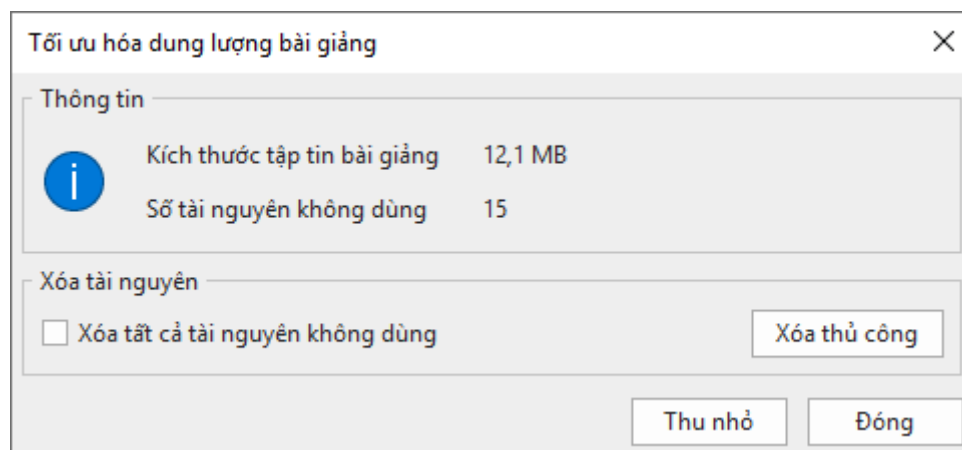 Tối ưu hóa dung lượng bài giảng
Thông tin
Kích thước tập tin bài giảng 12,1 MB
Số tài nguyên không dùng 15
Xóa tài nguyên
Xóa tất cả tài nguyên không dùng Xóa thủ công
Thu nhỏ Đóng